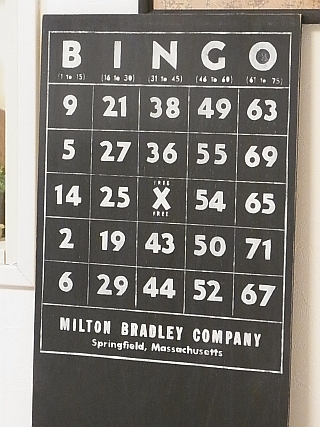 B I N G O
(1 to 15) (16 to 30) (31 to 45) (46 to 60) (61 to 75)
9 21 38 49 63
5 27 36 55 69
FREE
14 25 X 54 65
FREE
2 19 43 50 71
6 29 44 52 67
MILTON BRADLEY COMPANY
Springfield, Massachusetts